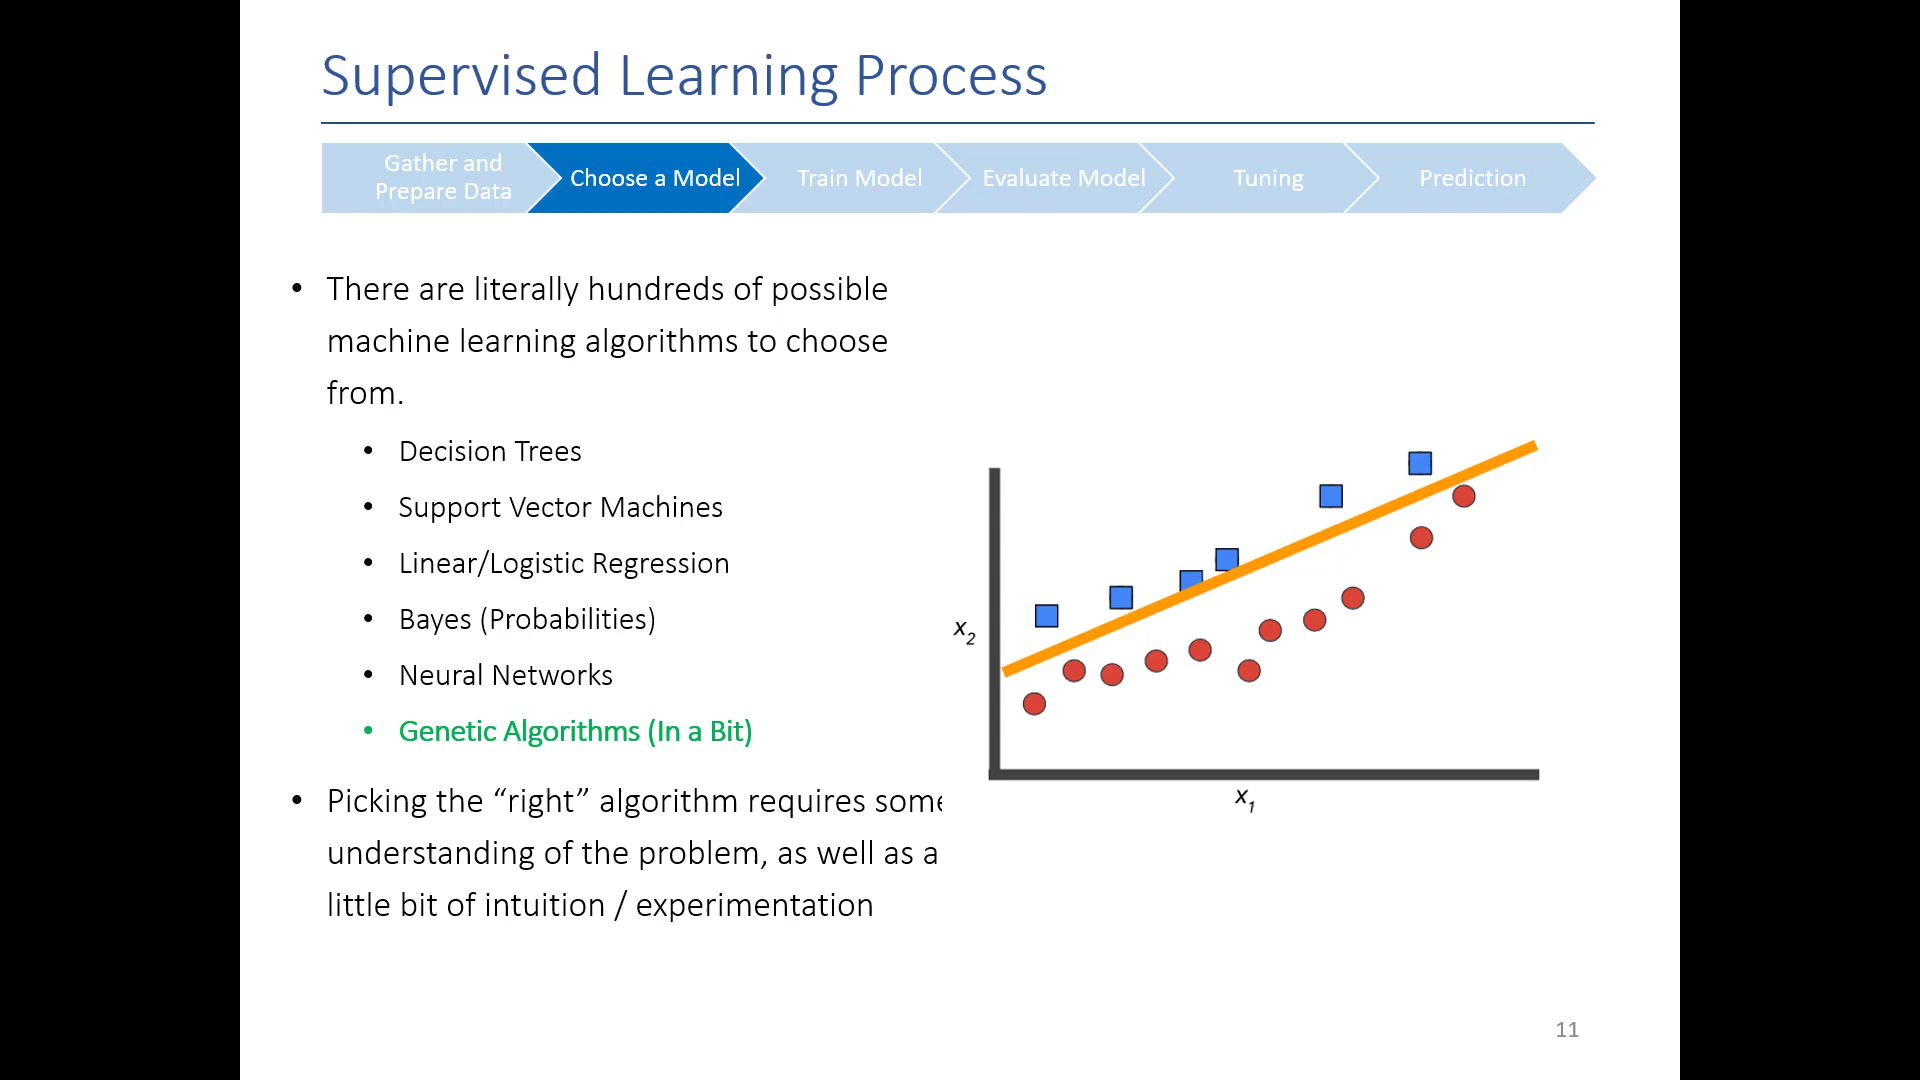 Supervised Learning Process
Gather and
Prepare Data
Choose a Model
Train Model
Evaluate Model
Tuning
Prediction
• There are literally hundreds of possible
machine learning algorithms to choose
from.
• Decision Trees
• Support Vector Machines
• Linear/Logistic Regression
• Bayes (Probabilities)
• Neural Networks
• Genetic Algorithms (In a Bit)
• Picking the “right” algorithm requires some
understanding of the problem, as well as a
little bit of intuition / experimentation
x2
x1
11